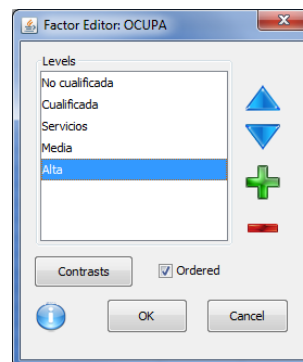 Factor Editor: OCUPA
Levels
No cualificada
Cualificada
Servicios
Media
Alta
Contrasts
Ordered
OK
Cancel